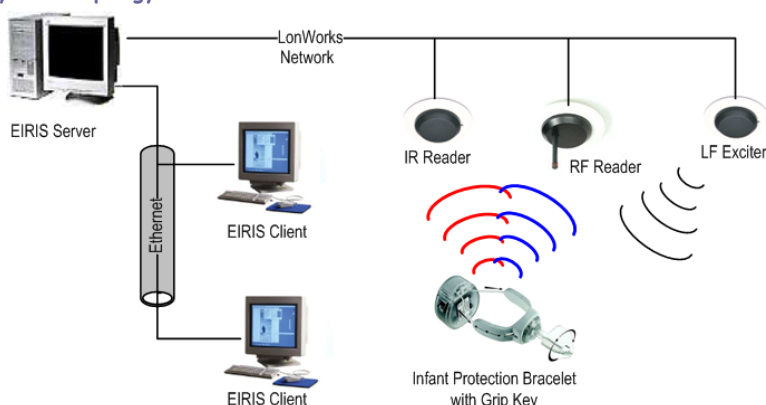 LonWorks
Network
EIRIS Server
IR Reader
RF Reader
LF Exciter
Ethernet
EIRIS Client
EIRIS Client
Infant Protection Bracelet
with Grip Key